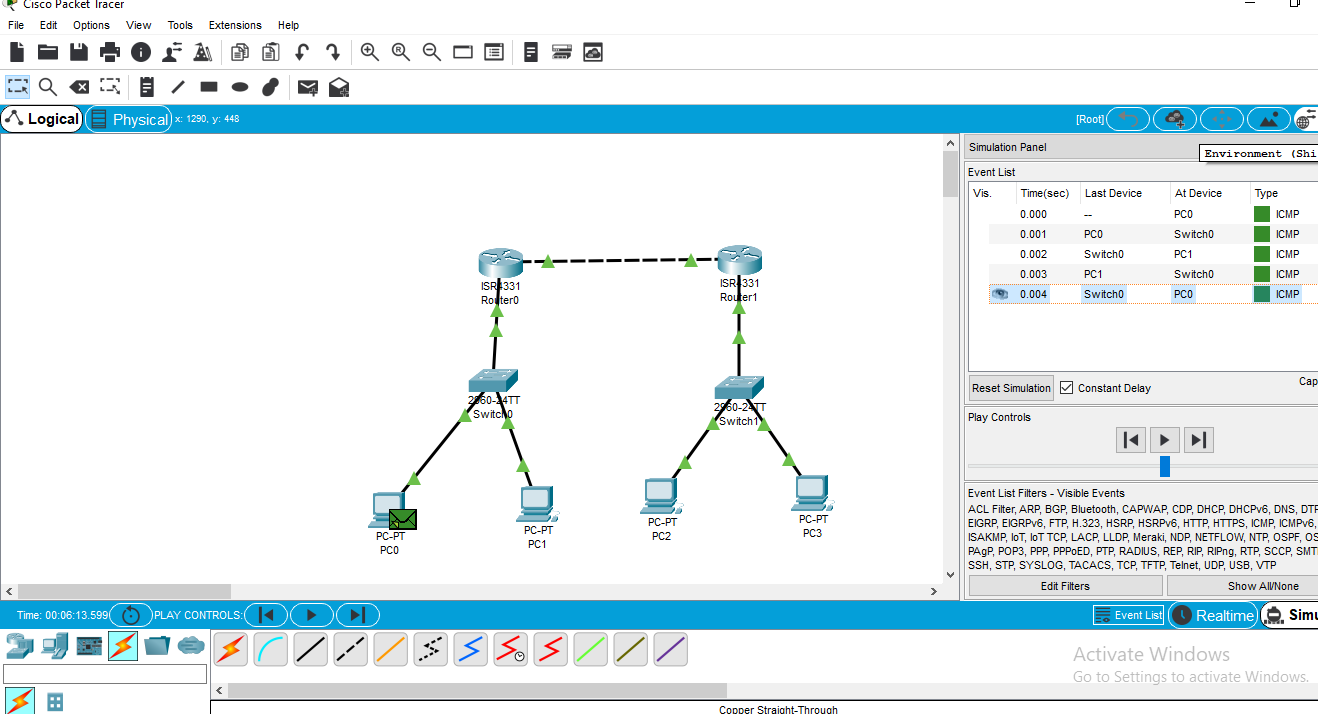 Cisco Packet Tracer
File Edit Options View Tools Extensions Help
Logical Physical x: 1290, y: 448 [Root]
Simulation Panel
Environment (Shi
Event List
Vis. Time(sec) Last Device At Device Type
0.000 -- PC0 ICMP
0.001 PC0 Switch0 ICMP
0.002 Switch0 PC1 ICMP
0.003 PC1 Switch0 ICMP
0.004 Switch0 PC0 ICMP
Reset Simulation Constant Delay Cap
Play Controls
Event List Filters - Visible Events
ACL Filter, ARP, BGP, Bluetooth, CAPWAP, CDP, DHCP, DHCPv6, DNS, DTP
EIGRP, EIGRPv6, FTP, H.323, HSRP, HSRPv6, HTTP, HTTPS, ICMP, ICMPv6,
ISAKMP, IoT, IoT TCP, LACP, LLDP, Meraki, NDP, NETFLOW, NTP, OSPF, OS
PAgP, POP3, PPP, PPPoED, PTP, RADIUS, REP, RIP, RIPng, RTP, SCCP, SMT
SSH, STP, SYSLOG, TACACS, TCP, TFTP, Telnet, UDP, USB, VTP
Edit Filters Show All/None
ISR4331
Router0
ISR4331
Router1
2960-24TT
Switch0
2960-24TT
Switch1
PC-PT
PC0
PC-PT
PC1
PC-PT
PC2
PC-PT
PC3
Time: 00:06:13.599 PLAY CONTROLS: Event List Realtime Simu
Activate Windows
Go to Settings to activate Windows.
Copper Straight-Through